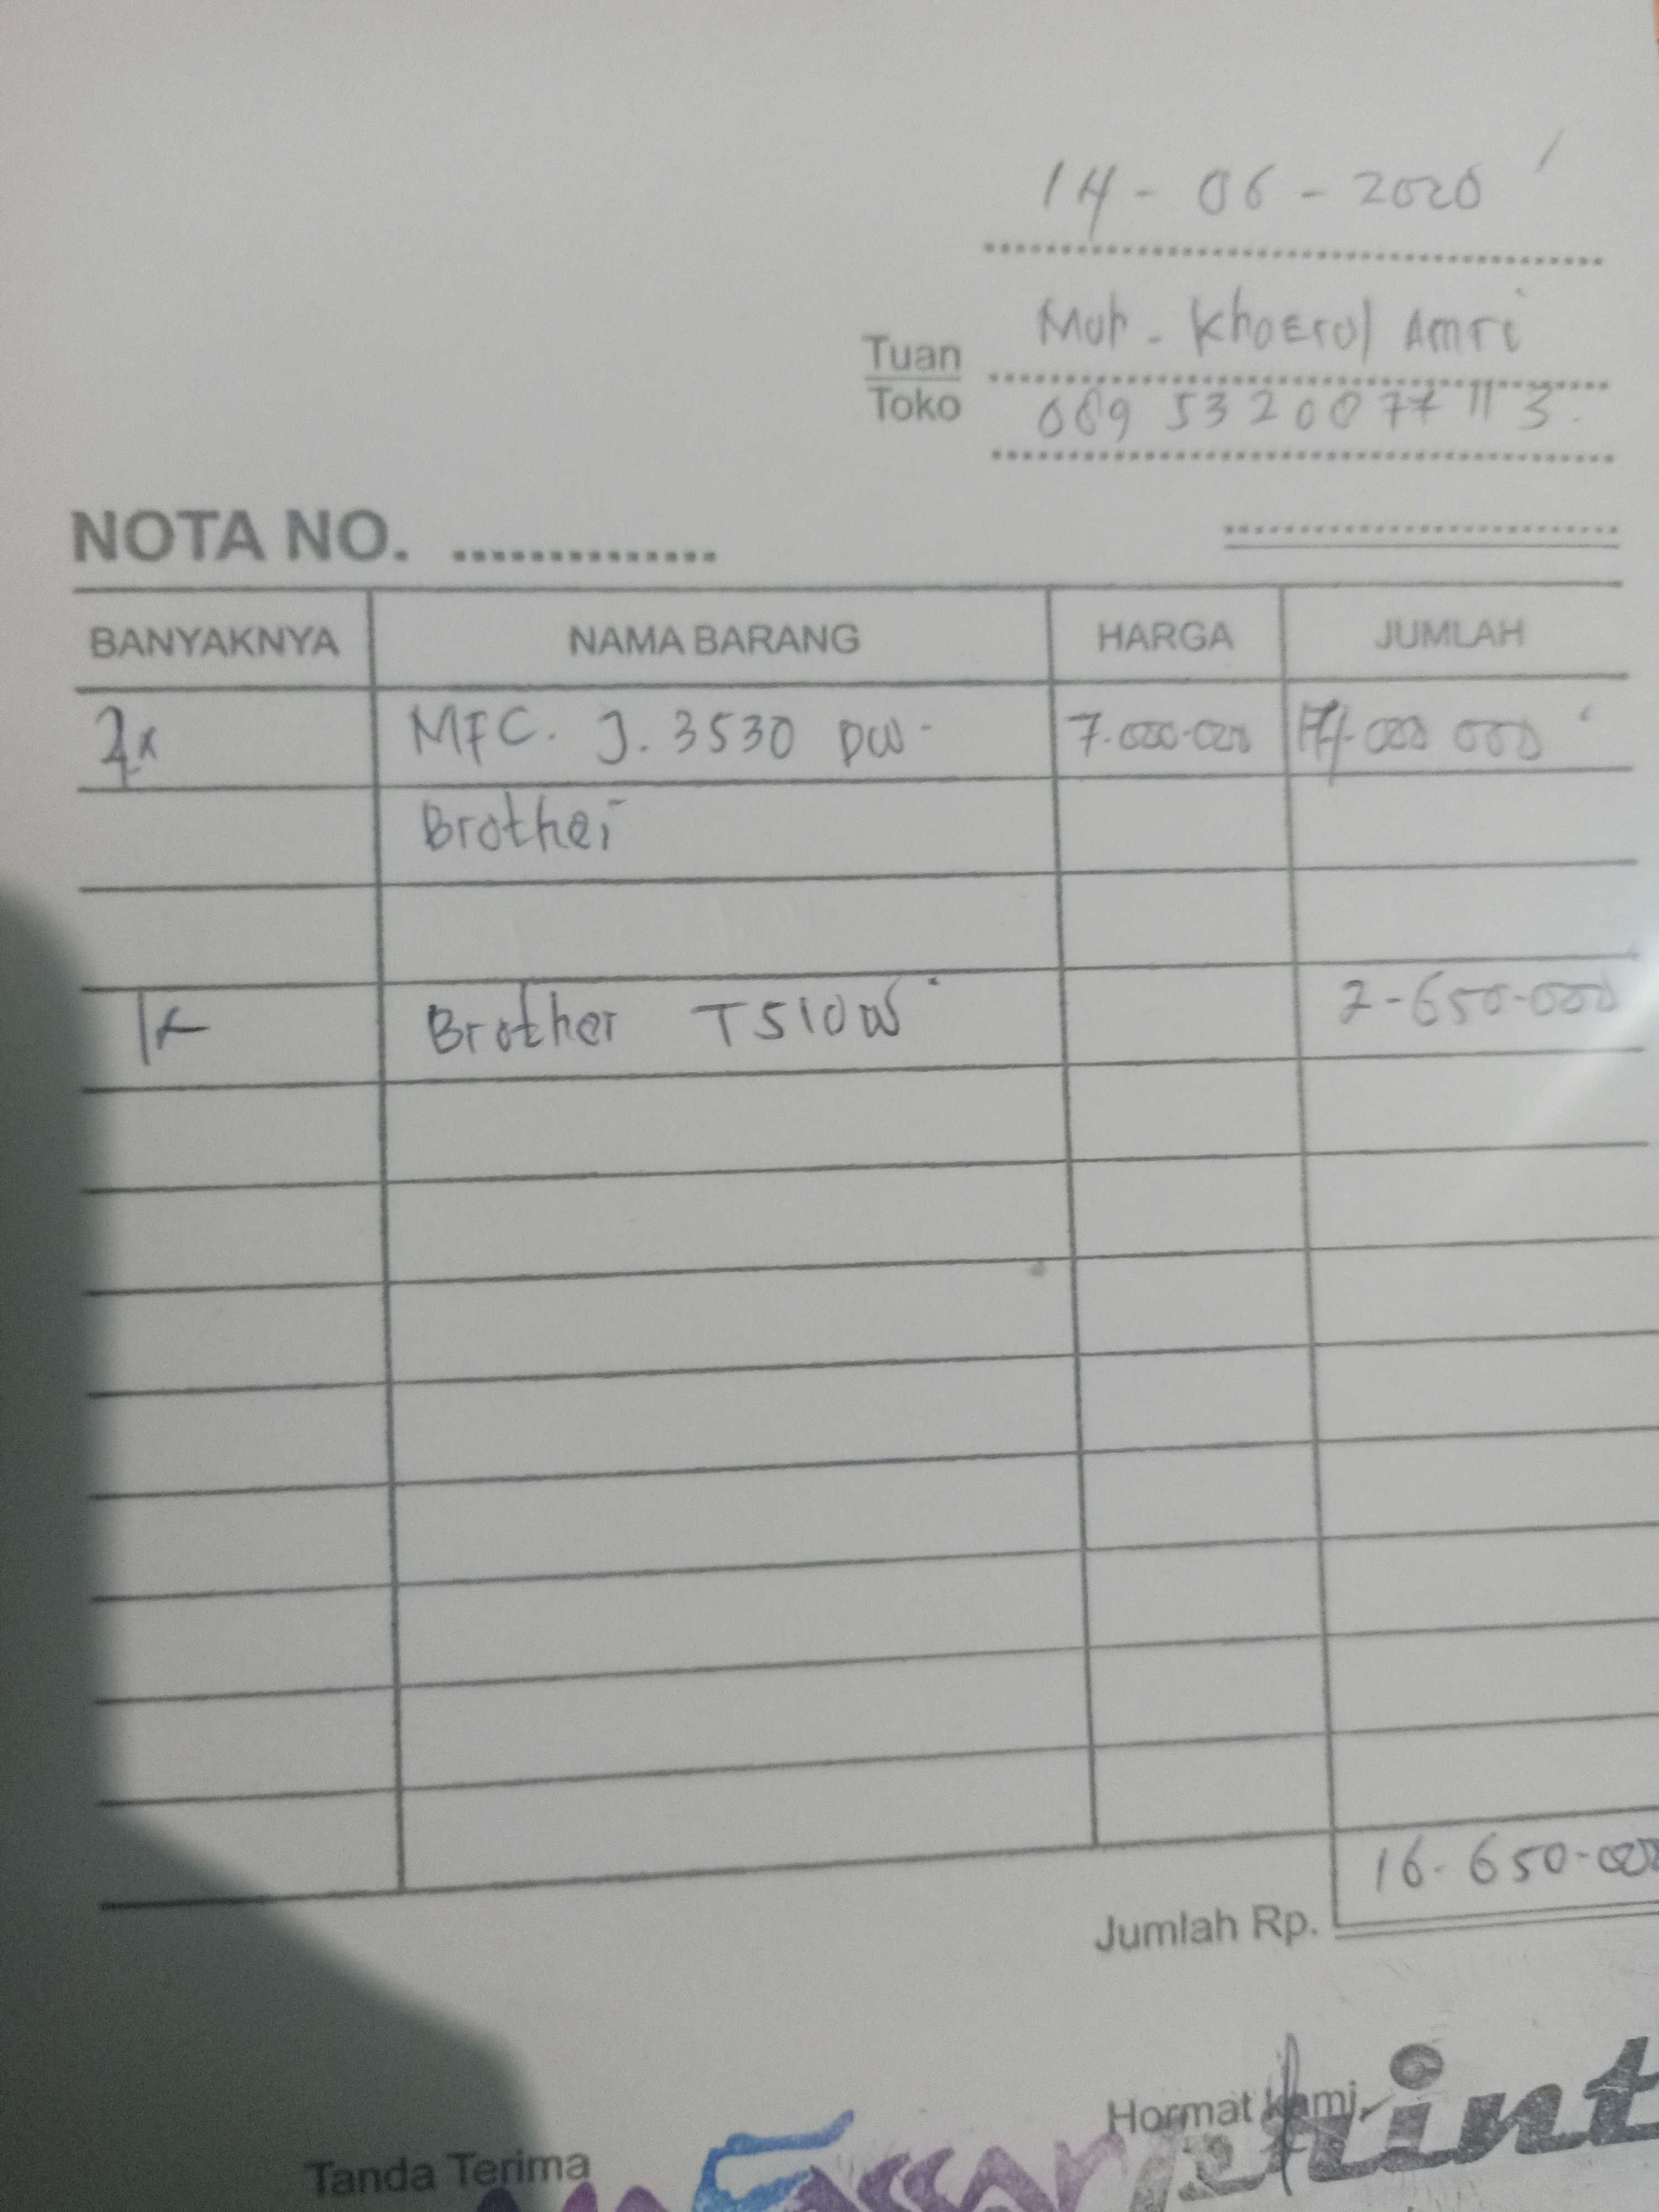 14 - 06 - 2020
Tuan Muh - Khoerol Amri
Toko 089 5320077113
NOTA NO. ..............
BANYAKNYA NAMA BARANG HARGA JUMLAH
2x MFC. J. 3530 DW 7.000.000 14.000 000
Brother
1x Brother T510W 2-650-000
Jumlah Rp. 16-650-000
Hormat Kami,
Tanda Terima